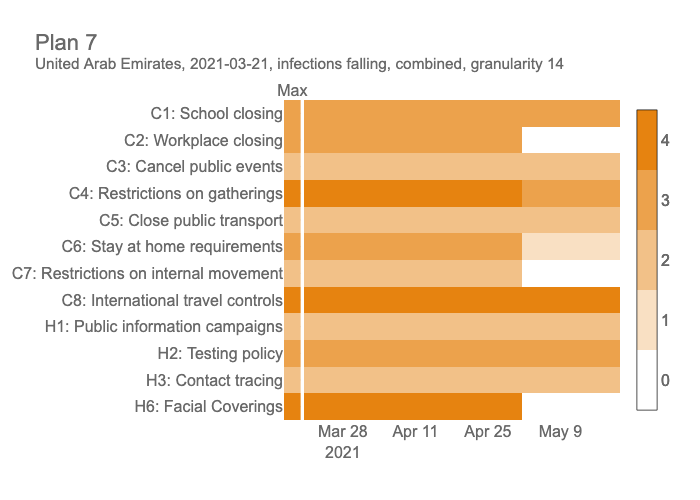 Plan 7
United Arab Emirates, 2021-03-21, infections falling, combined, granularity 14
Max
C1: School closing
C2: Workplace closing
C3: Cancel public events
C4: Restrictions on gatherings
C5: Close public transport
C6: Stay at home requirements
C7: Restrictions on internal movement
C8: International travel controls
H1: Public information campaigns
H2: Testing policy
H3: Contact tracing
H6: Facial Coverings
Mar 28 Apr 11 Apr 25 May 9
2021
4
3
2
1
0